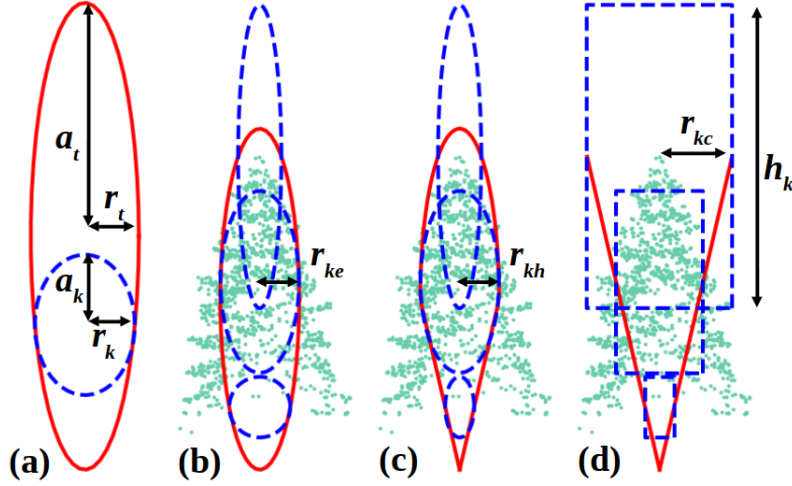 a_t
r_t
a_k
r_k
r_ke
r_kh
r_kc
h_k
(a)
(b)
(c)
(d)